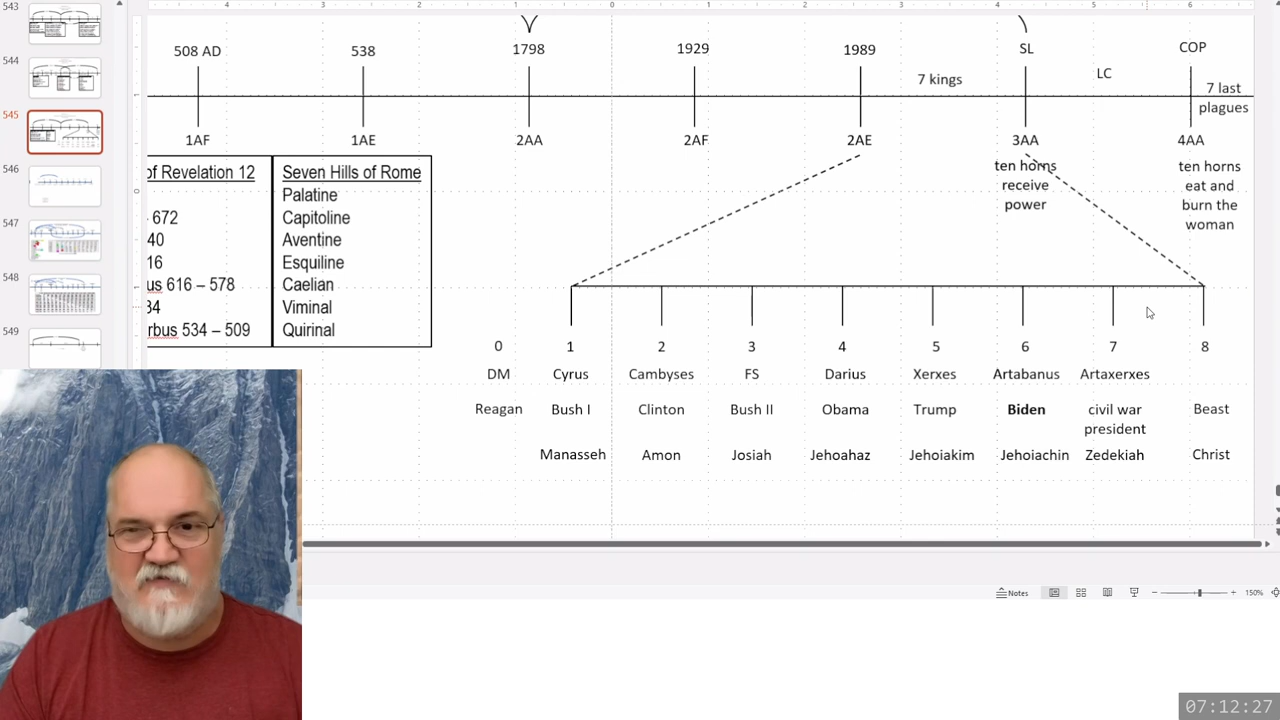 543
508 AD 538 1798 1929 1989 SL COP
7 kings LC
7 last
plagues
1AF 1AE 2AA 2AF 2AE 3AA 4AA
of Revelation 12
672
40
16
us 616 – 578
34
rbus 534 – 509
Seven Hills of Rome
Palatine
Capitoline
Aventine
Esquiline
Caelian
Viminal
Quirinal
ten horns
receive
power
ten horns
eat and
burn the
woman
0 1 2 3 4 5 6 7 8
DM Cyrus Cambyses FS Darius Xerxes Artabanus Artaxerxes
Reagan Bush I Clinton Bush II Obama Trump Biden civil war
president
Beast
Manasseh Amon Josiah Jehoahaz Jehoiakim Jehoiachin Zedekiah Christ
546
547
548
549
Notes 150%
07:12:27